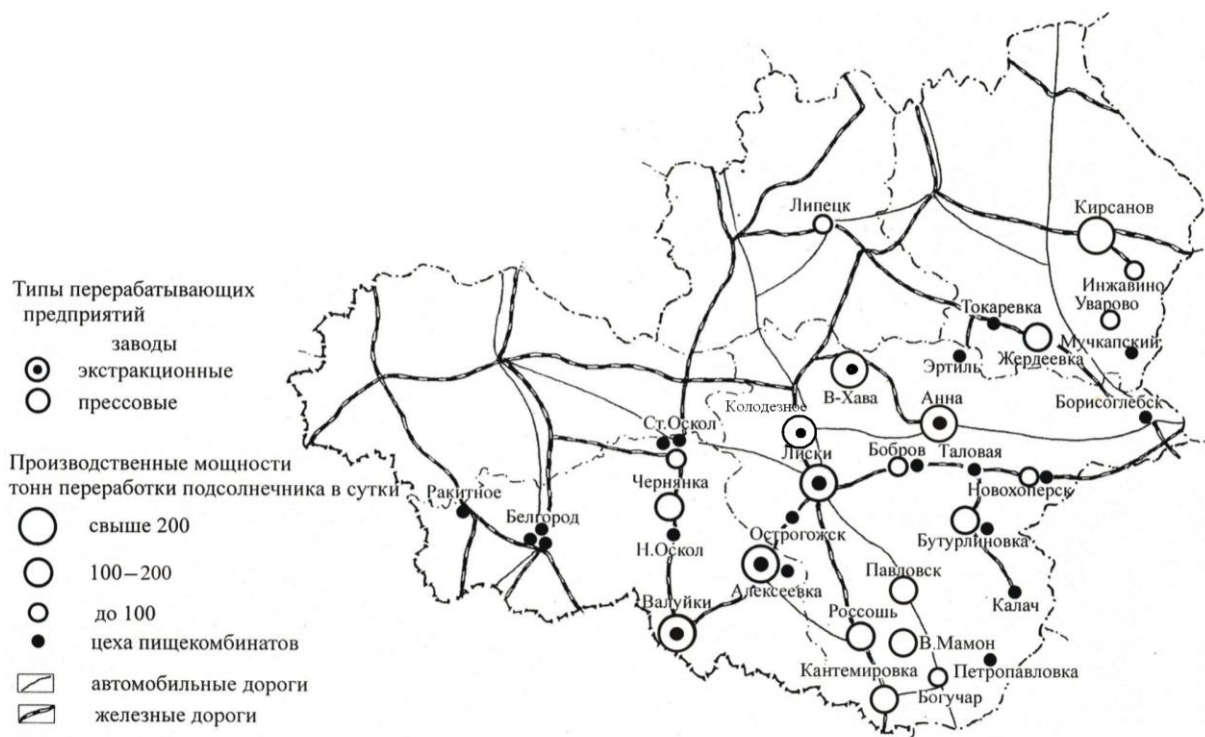 Типы перерабатывающих
предприятий
заводы
экстракционные
прессовые
Производственные мощности
тонн переработки подсолнечника в сутки
свыше 200
100–200
до 100
цеха пищекомбинатов
автомобильные дороги
железные дороги
Липецк
Кирсанов
Инжавино
Уварово
Токаревка
Мучкапский
Жердеевка
Эртиль
В-Хава
Анна
Борисоглебск
Колодезное
Ст.Оскол
Лиски
Бобров
Таловая
Новохоперск
Чернянка
Ракитное
Белгород
Острогожск
Бутурлиновка
Н.Оскол
Павловск
Алексеевка
Калач
Валуйки
Россошь
В.Мамон
Кантемировка
Петропавловка
Богучар